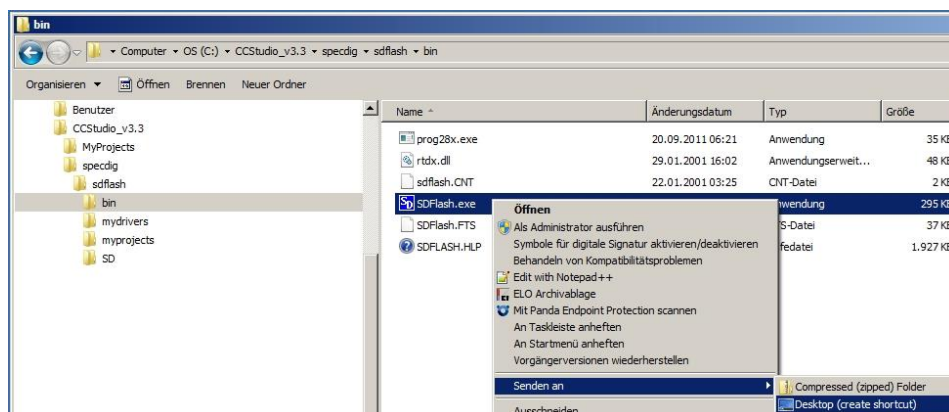 bin
Computer OS (C:) CCStudio_v3.3 specdig sdflash bin
Organisieren Öffnen Brennen Neuer Ordner
Benutzer
CCStudio_v3.3
MyProjects
specdig
sdflash
bin
mydrivers
myprojects
SD
Name Änderungsdatum Typ Größe
prog28x.exe 20.09.2011 06:21 Anwendung 35 KB
rtdx.dll 29.01.2001 16:02 Anwendungserweit... 48 KB
sdflash.CNT 22.01.2001 03:25 CNT-Datei 2 KB
SDFlash.exe nwendung 295 KB
SDFlash.FTS S-Datei 37 KB
SDFLASH.HLP fedatei 1.927 KB
Öffnen
Als Administrator ausführen
Symbole für digitale Signatur aktivieren/deaktivieren
Behandeln von Kompatibilitätsproblemen
Edit with Notepad++
ELO Archivablage
Mit Panda Endpoint Protection scannen
An Taskleiste anheften
An Startmenü anheften
Vorgängerversionen wiederherstellen
Senden an
Ausschneiden
Compressed (zipped) Folder
Desktop (create shortcut)